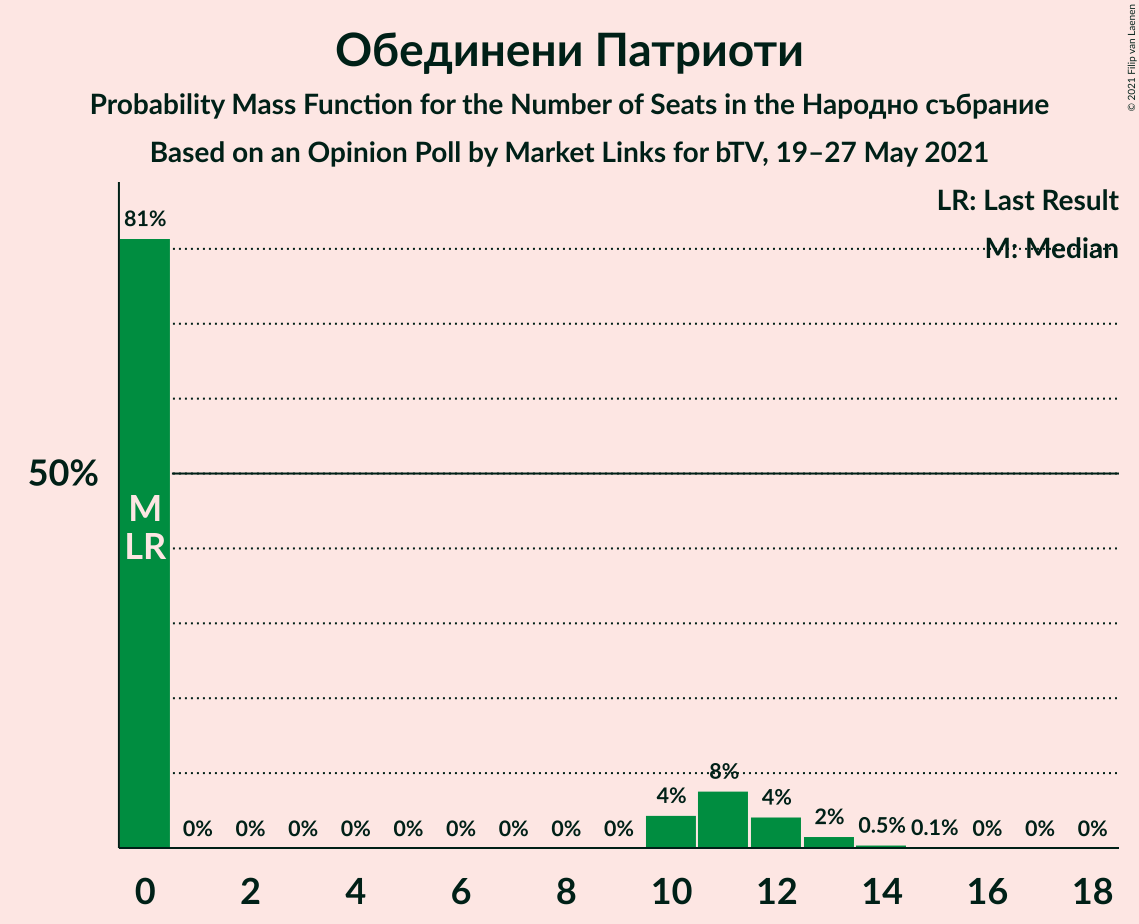 Обединени Патриоти
Probability Mass Function for the Number of Seats in the Народно събрание
Based on an Opinion Poll by Market Links for bTV, 19–27 May 2021
© 2021 Filip van Laenen
LR: Last Result
M: Median
81%
50%
M
LR
0% 0% 0% 0% 0% 0% 0% 0% 0% 4% 8% 4% 2% 0.5% 0.1% 0% 0% 0%
0 2 4 6 8 10 12 14 16 18